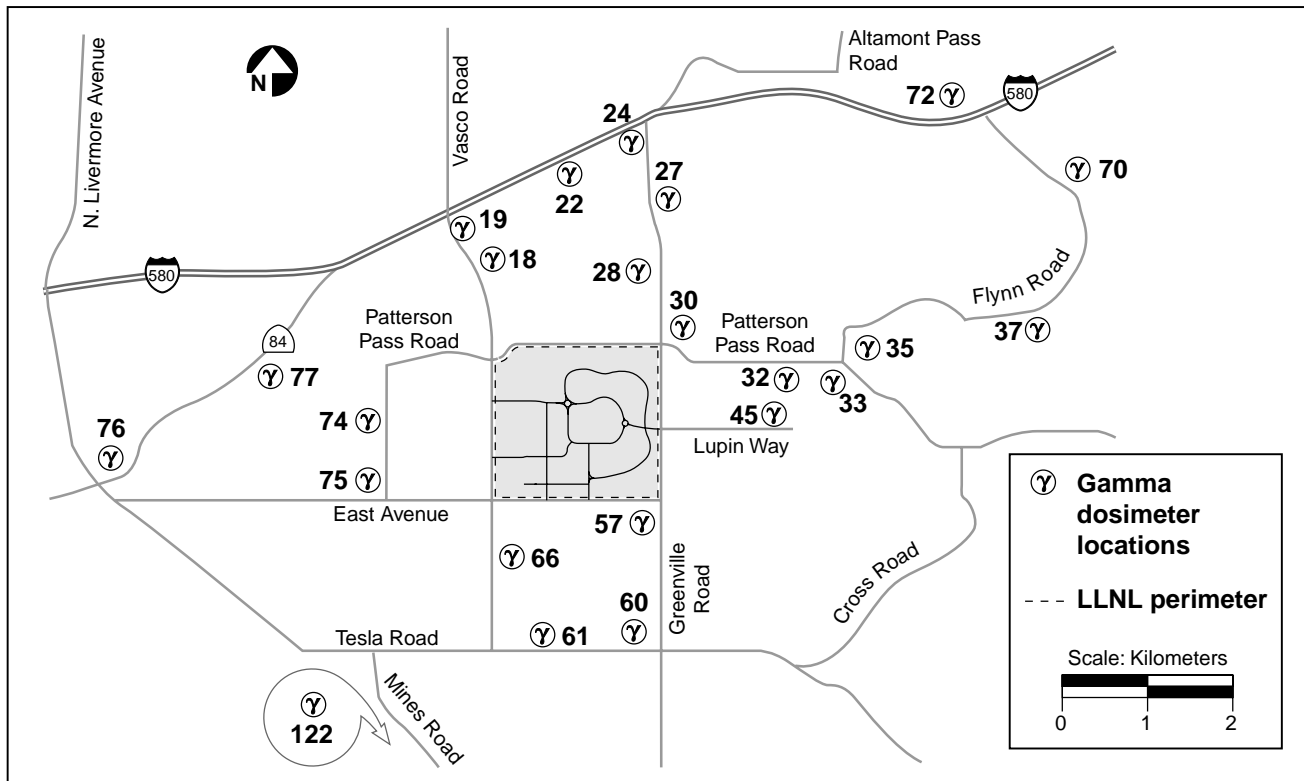 Altamont Pass
Road
N. Livermore Avenue
N
Vasco Road
72 γ
580
24
γ
27
γ
γ 70
γ
22
γ 19
γ 18
28 γ
580
Flynn Road
30
γ
Patterson
Pass Road
Patterson
Pass Road
37 γ
γ 35
84
γ 77
32 γ
γ
33
74 γ
45 γ
76
γ
Lupin Way
75 γ
East Avenue
57 γ
γ 66
Greenville
Road
Cross Road
60
γ
γ 61
Tesla Road
Mines Road
γ
122
γ Gamma
dosimeter
locations
LLNL perimeter
Scale: Kilometers
0 1 2